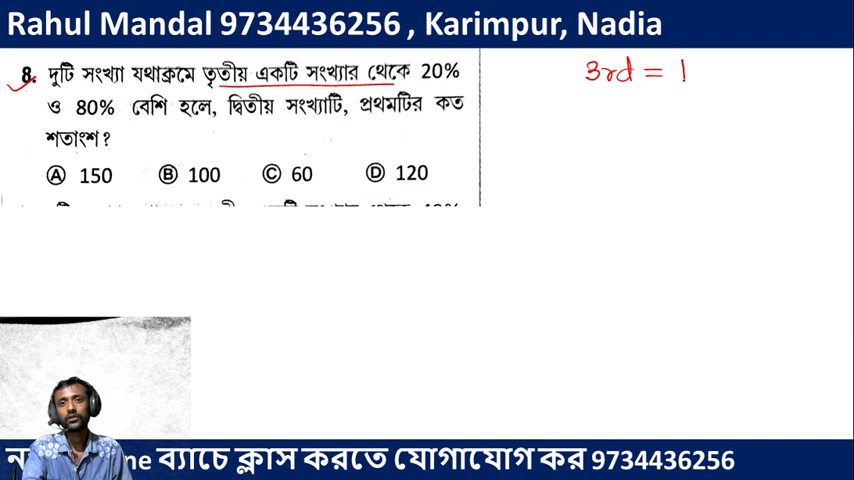 Rahul Mandal 9734436256 , Karimpur, Nadia
8. দুটি সংখ্যা যথাক্রমে তৃতীয় একটি সংখ্যার থেকে 20%
ও 80% বেশি হলে, দ্বিতীয় সংখ্যাটি, প্রথমটির কত
শতাংশ?
Ⓐ 150 Ⓑ 100 Ⓒ 60 Ⓓ 120
3rd = 1
ব্যাচে ক্লাস করতে যোগাযোগ কর 9734436256